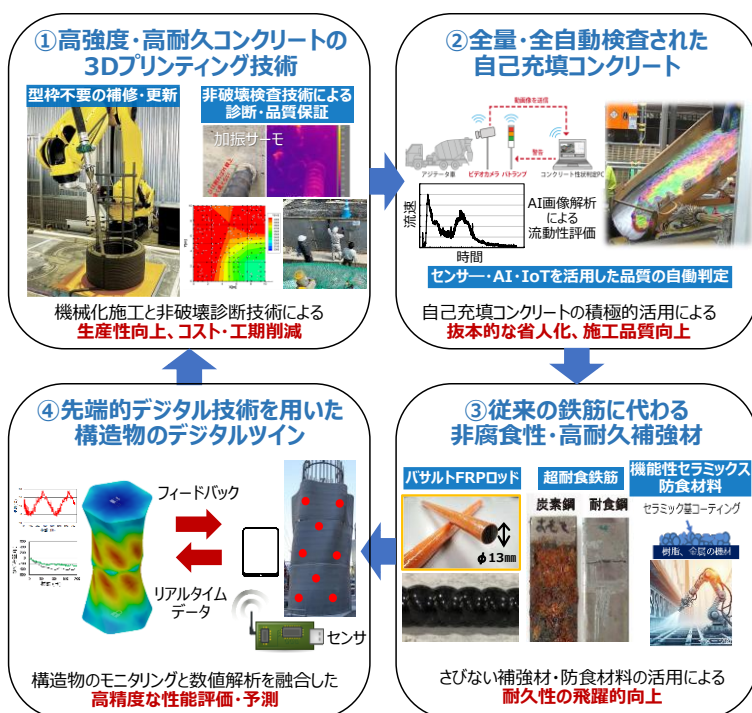 ①高強度・高耐久コンクリートの
3Dプリンティング技術
型枠不要の補修・更新
非破壊検査技術による
診断・品質保証
加振サーモ
機械化施工と非破壊診断技術による
生産性向上、コスト・工期削減
②全量・全自動検査された
自己充填コンクリート
動画像を送信
警告
アジテータ車
ビデオカメラ
パトランプ
コンクリート性状判定PC
流速
時間
AI画像解析
による
流動性評価
センサー・AI・IoTを活用した品質の自動判定
自己充填コンクリートの積極的活用による
抜本的な省人化、施工品質向上
④先端的デジタル技術を用いた
構造物のデジタルツイン
フィードバック
リアルタイム
データ
センサ
構造物のモニタリングと数値解析を融合した
高精度な性能評価・予測
③従来の鉄筋に代わる
非腐食性・高耐久補強材
バサルトFRPロッド
φ13mm
超耐食鉄筋
炭素鋼
耐食鋼
機能性セラミックス
防食材料
セラミック基コーティング
樹脂、金属の機材
さびない補強材・防食材料の活用による
耐久性の飛躍的向上